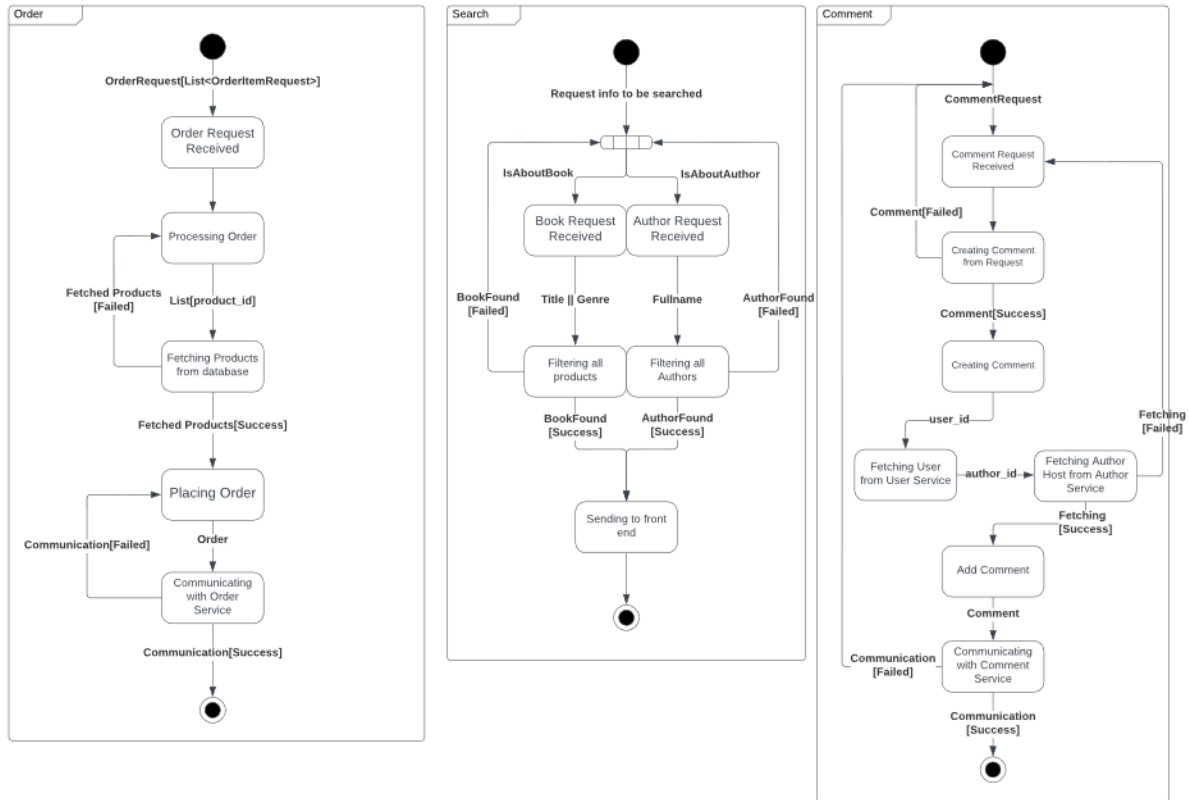 Order
OrderRequest[List<OrderItemRequest>]
Order Request
Received
Processing Order
Fetched Products
[Failed]
List[product_id]
Fetching Products
from database
Fetched Products[Success]
Placing Order
Communication[Failed]
Order
Communicating
with Order
Service
Communication[Success]
Search
Request info to be searched
IsAboutBook
IsAboutAuthor
Book Request
Received
Author Request
Received
BookFound
[Failed]
Title || Genre
Fullname
AuthorFound
[Failed]
Filtering all
products
Filtering all
Authors
BookFound
[Success]
AuthorFound
[Success]
Sending to front
end
Comment
CommentRequest
Comment Request
Received
Comment[Failed]
Creating Comment
from Request
Comment[Success]
Creating Comment
user_id
Fetching
[Failed]
Fetching User
from User Service
author_id
Fetching Author
Host from Author
Service
Fetching
[Success]
Add Comment
Comment
Communication
[Failed]
Communicating
with Comment
Service
Communication
[Success]